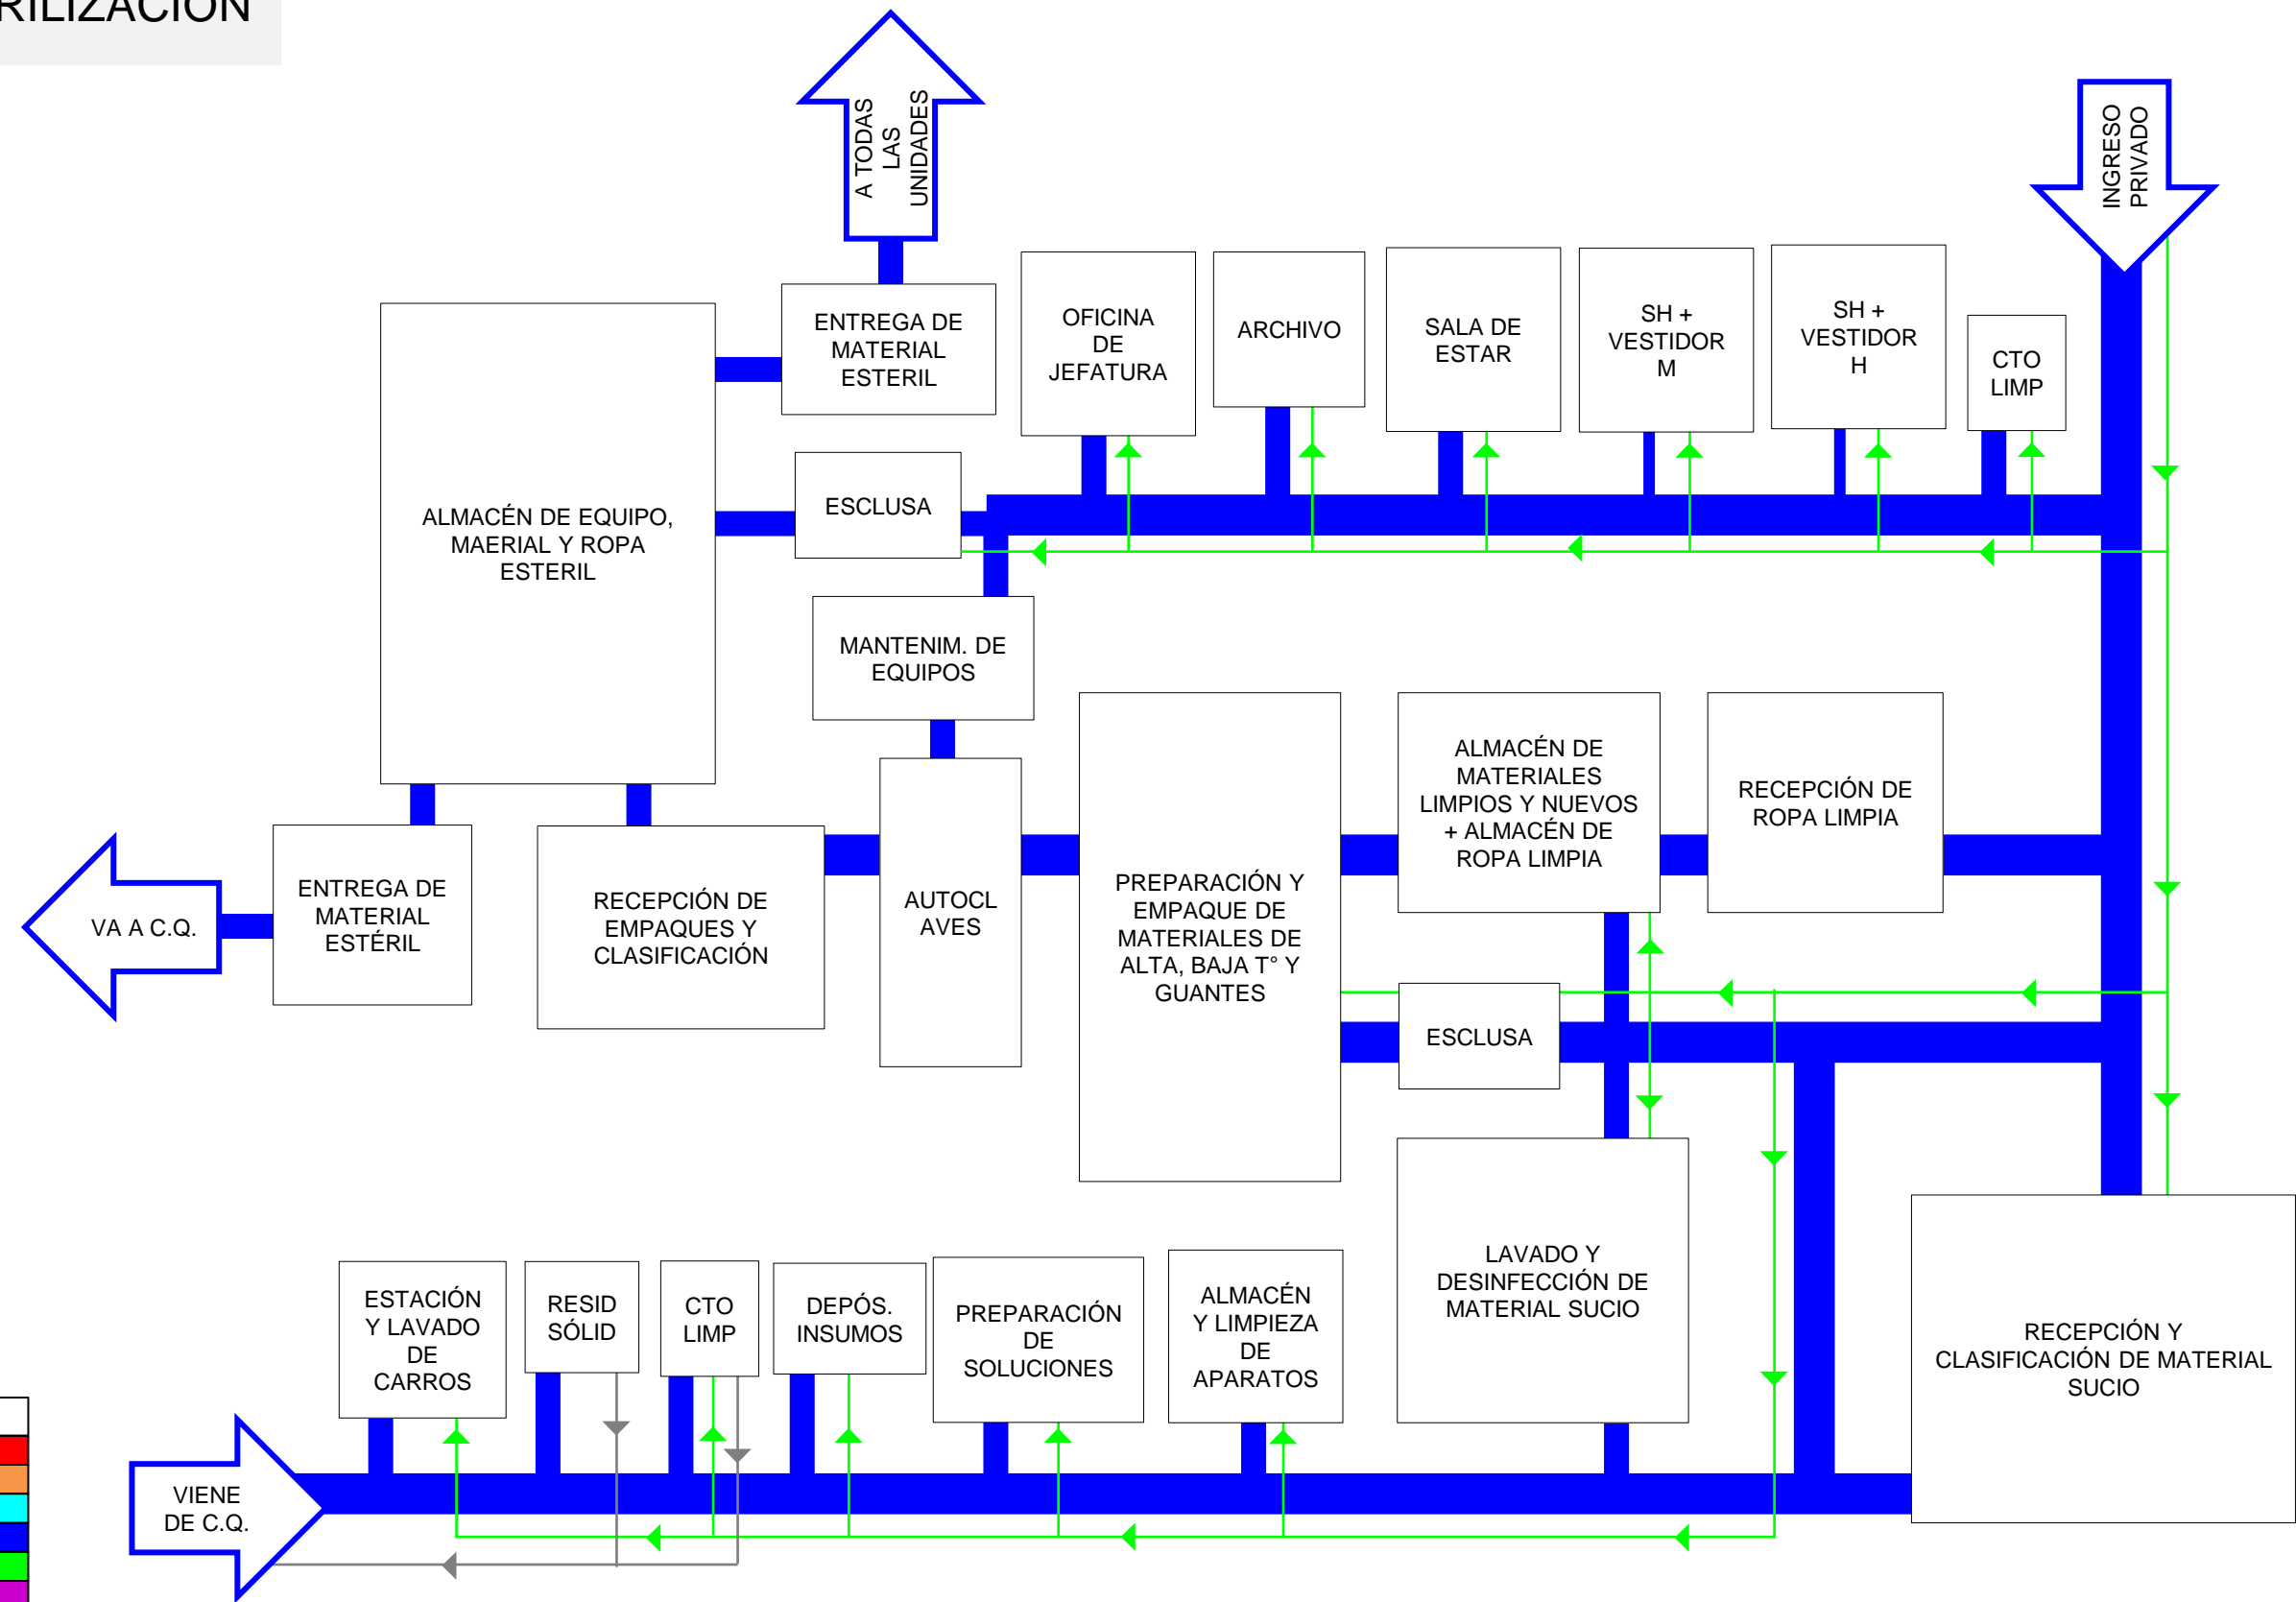 RILIZACIÓN
A TODAS
LAS
UNIDADES
INGRESO
PRIVADO
ENTREGA DE
MATERIAL
ESTERIL
OFICINA
DE
JEFATURA
ARCHIVO
SALA DE
ESTAR
SH +
VESTIDOR
M
SH +
VESTIDOR
H
CTO
LIMP
ALMACÉN DE EQUIPO,
MAERIAL Y ROPA
ESTERIL
ESCLUSA
MANTENIM. DE
EQUIPOS
ALMACÉN DE
MATERIALES
LIMPIOS Y NUEVOS
+ ALMACÉN DE
ROPA LIMPIA
RECEPCIÓN DE
ROPA LIMPIA
VA A C.Q.
ENTREGA DE
MATERIAL
ESTÉRIL
RECEPCIÓN DE
EMPAQUES Y
CLASIFICACIÓN
AUTOCL
AVES
PREPARACIÓN Y
EMPAQUE DE
MATERIALES DE
ALTA, BAJA T° Y
GUANTES
ESCLUSA
LAVADO Y
DESINFECCIÓN DE
MATERIAL SUCIO
RECEPCIÓN Y
CLASIFICACIÓN DE MATERIAL
SUCIO
ESTACIÓN
Y LAVADO
DE
CARROS
RESID
SÓLID
CTO
LIMP
DEPÓS.
INSUMOS
PREPARACIÓN
DE
SOLUCIONES
ALMACÉN
Y LIMPIEZA
DE
APARATOS
VIENE
DE C.Q.